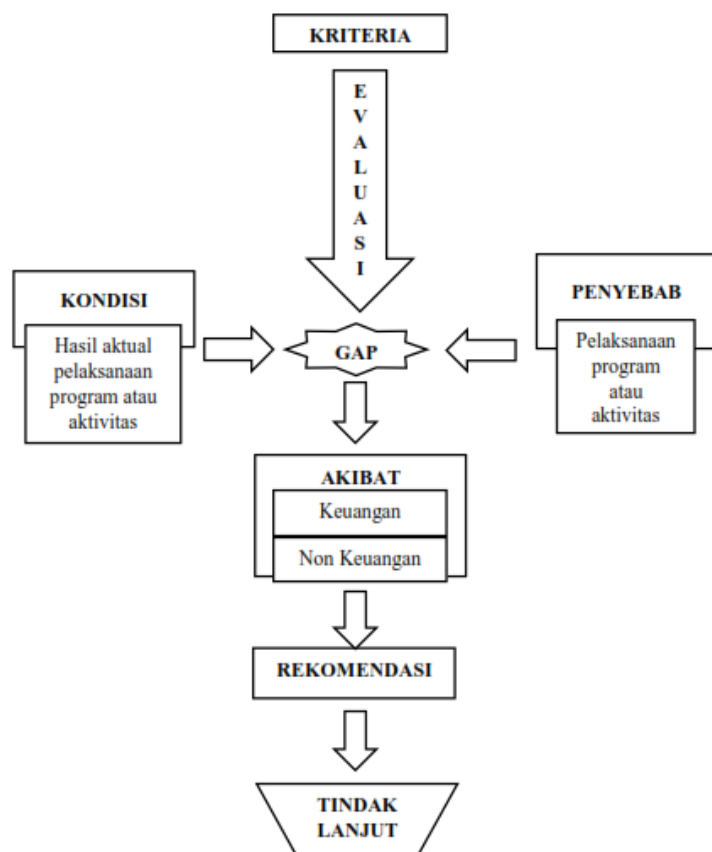 KRITERIA
E
V
A
L
U
A
S
I
KONDISI
Hasil aktual
pelaksanaan
program atau
aktivitas
GAP
PENYEBAB
Pelaksanaan
program
atau
aktivitas
AKIBAT
Keuangan
Non Keuangan
REKOMENDASI
TINDAK
LANJUT